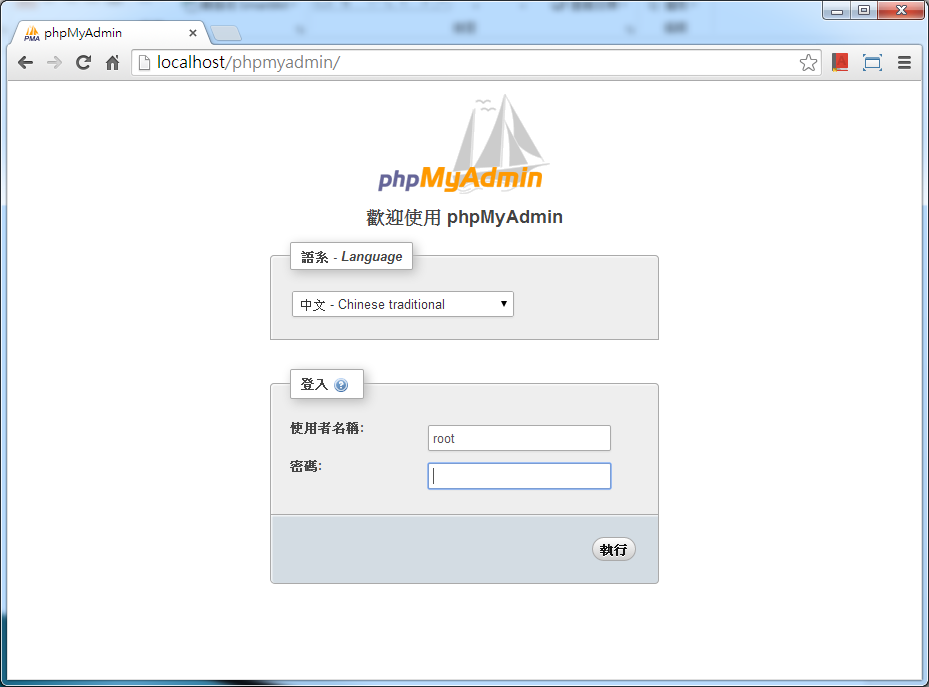 phpMyAdmin
localhost/phpmyadmin/
phpMyAdmin
歡迎使用 phpMyAdmin
語系 - Language
中文 - Chinese traditional
登入
使用者名稱:
root
密碼:
執行